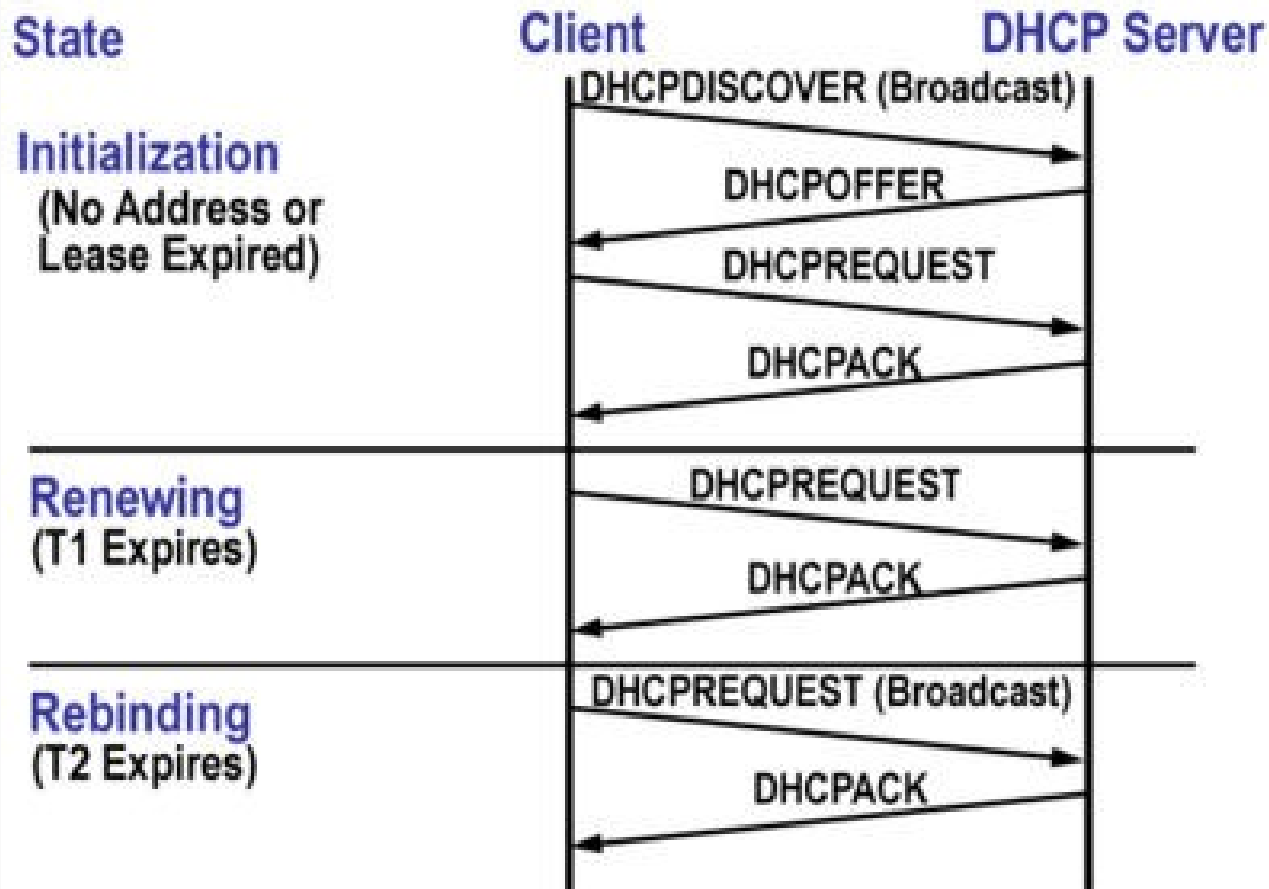 State
Client
DHCP Server
DHCPDISCOVER (Broadcast)
Initialization
(No Address or
Lease Expired)
DHCPOFFER
DHCPREQUEST
DHCPACK
Renewing
(T1 Expires)
DHCPREQUEST
DHCPACK
Rebinding
(T2 Expires)
DHCPREQUEST (Broadcast)
DHCPACK